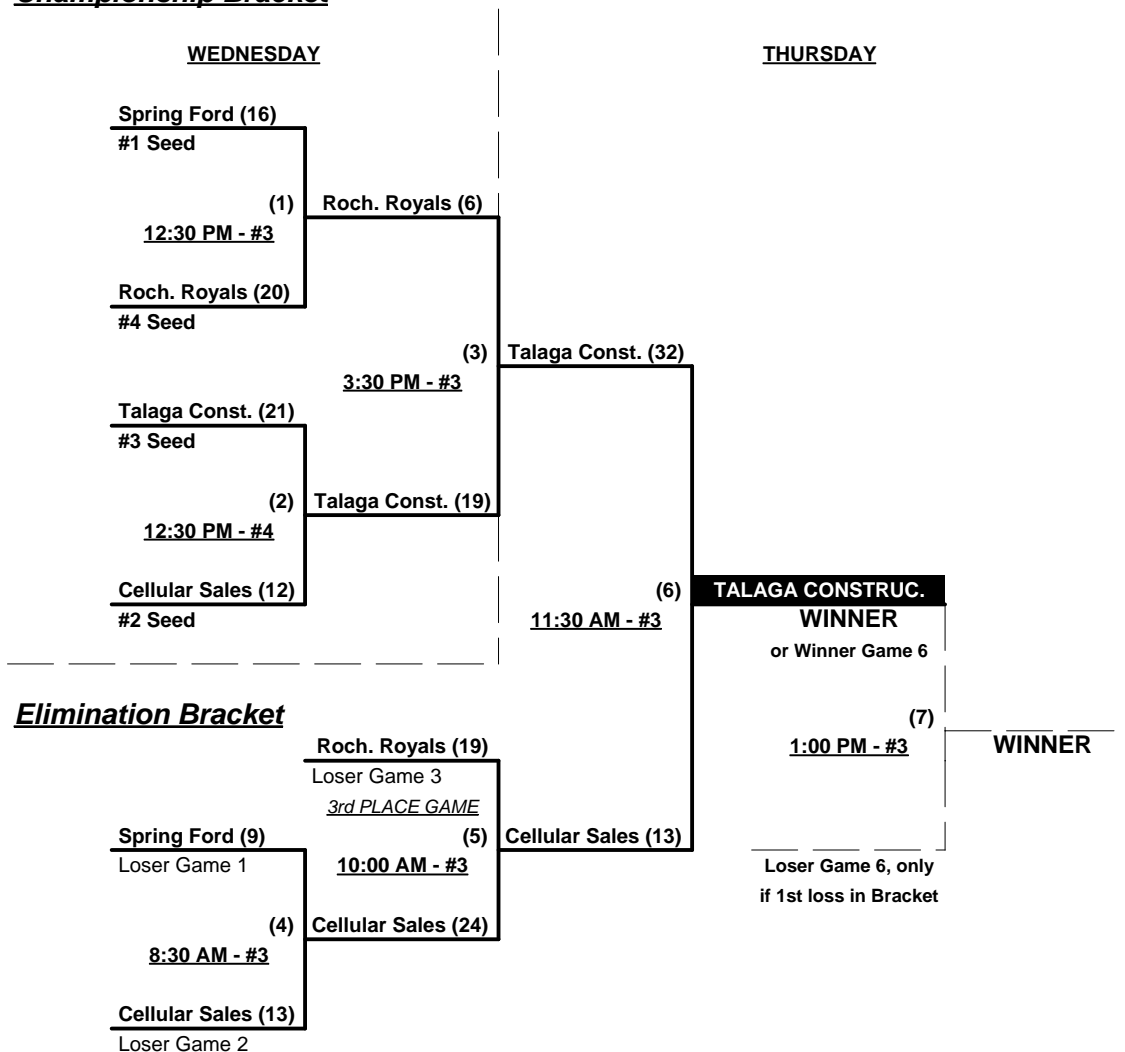 Championship Bracket
WEDNESDAY
THURSDAY
Spring Ford (16)
#1 Seed
(1)
Roch. Royals (6)
12:30 PM - #3
Roch. Royals (20)
#4 Seed
(3)
Talaga Const. (32)
3:30 PM - #3
Talaga Const. (21)
#3 Seed
(2)
Talaga Const. (19)
12:30 PM - #4
Cellular Sales (12)
#2 Seed
(6)
TALAGA CONSTRUC.
11:30 AM - #3
WINNER
or Winner Game 6
Elimination Bracket
(7)
1:00 PM - #3
WINNER
Roch. Royals (19)
Loser Game 3
3rd PLACE GAME
Spring Ford (9)
(5)
Cellular Sales (13)
Loser Game 1
10:00 AM - #3
Loser Game 6, only
if 1st loss in Bracket
(4)
Cellular Sales (24)
8:30 AM - #3
Cellular Sales (13)
Loser Game 2